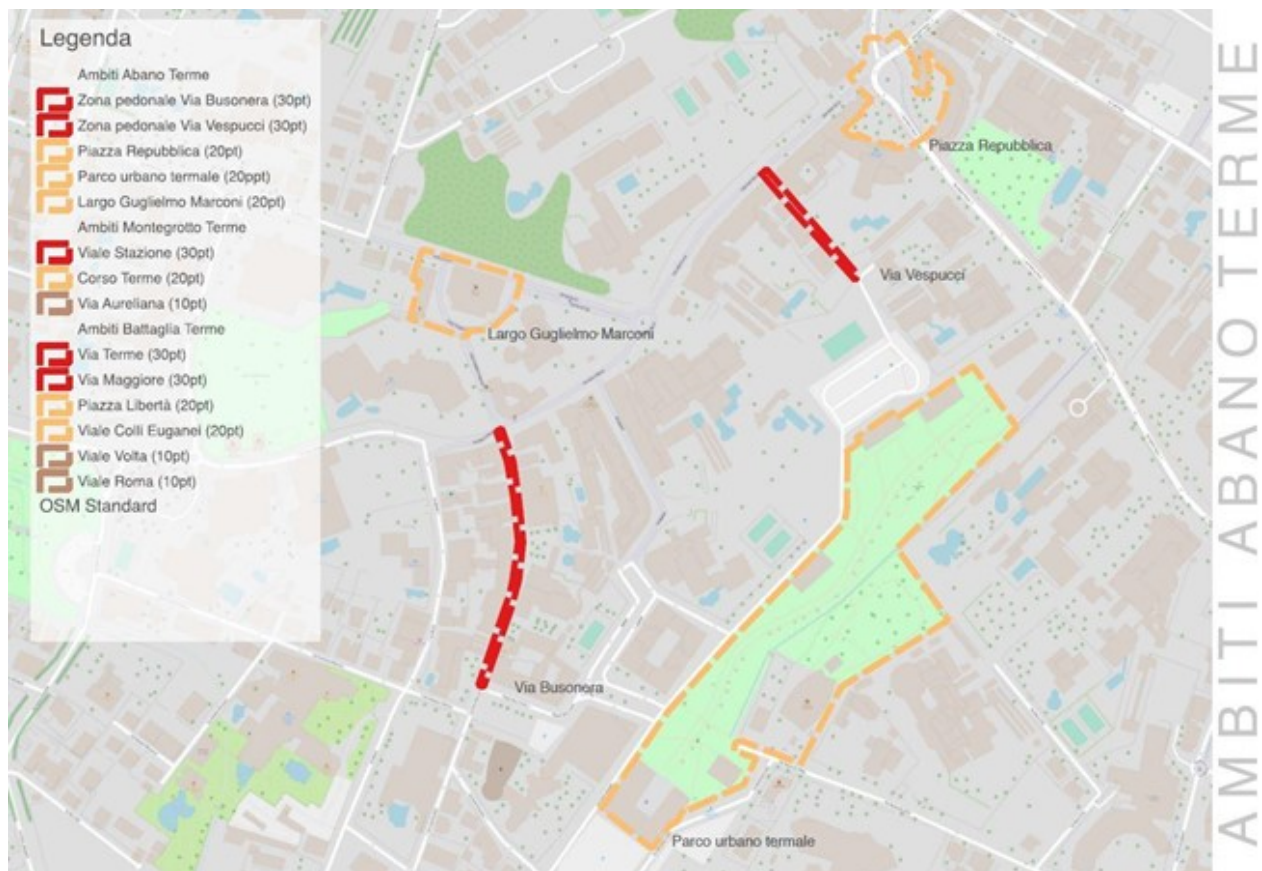 Legenda
Ambiti Abano Terme
Zona pedonale Via Busonera (30pt)
Zona pedonale Via Vespucci (30pt)
Piazza Repubblica (20pt)
Parco urbano termale (20ppt)
Largo Guglielmo Marconi (20pt)
Ambiti Montegrotto Terme
Viale Stazione (30pt)
Corso Terme (20pt)
Via Aureliana (10pt)
Ambiti Battaglia Terme
Via Terme (30pt)
Via Maggiore (30pt)
Piazza Libertà (20pt)
Viale Colli Euganei (20pt)
Viale Volta (10pt)
Viale Roma (10pt)
OSM Standard
Piazza Repubblica
Via Vespucci
Largo Guglielmo Marconi
Via Busonera
Parco urbano termale
AMBITI ABANO TERME